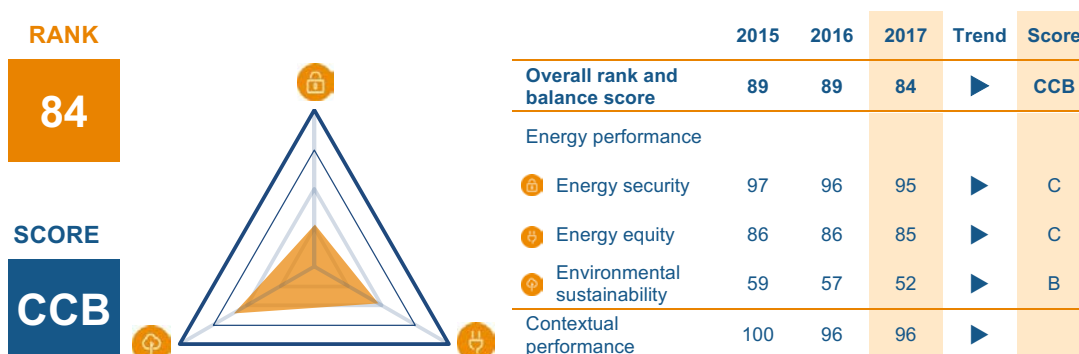 RANK
84
SCORE
CCB
2015 2016 2017 Trend Score
Overall rank and
balance score 89 89 84 CCB
Energy performance
Energy security 97 96 95 C
Energy equity 86 86 85 C
Environmental
sustainability 59 57 52 B
Contextual
performance 100 96 96